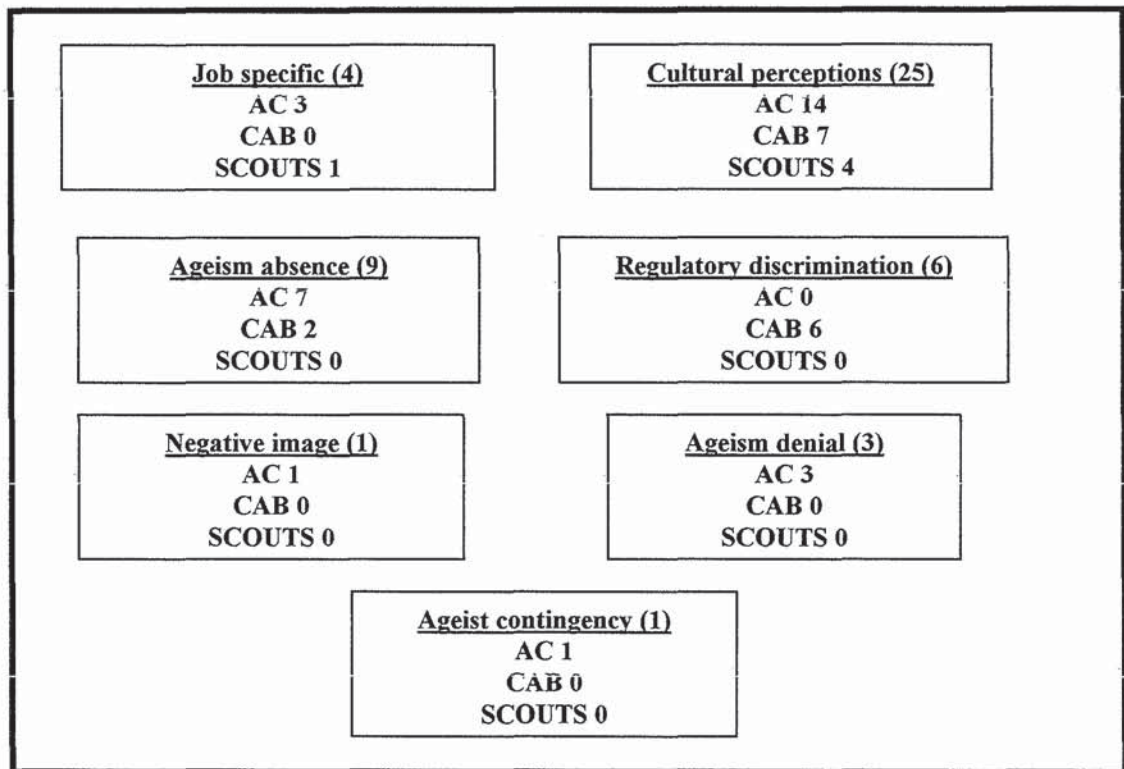 Job specific (4)
AC 3
CAB 0
SCOUTS 1
Cultural perceptions (25)
AC 14
CAB 7
SCOUTS 4
Ageism absence (9)
AC 7
CAB 2
SCOUTS 0
Regulatory discrimination (6)
AC 0
CAB 6
SCOUTS 0
Negative image (1)
AC 1
CAB 0
SCOUTS 0
Ageism denial (3)
AC 3
CAB 0
SCOUTS 0
Ageist contingency (1)
AC 1
CAB 0
SCOUTS 0